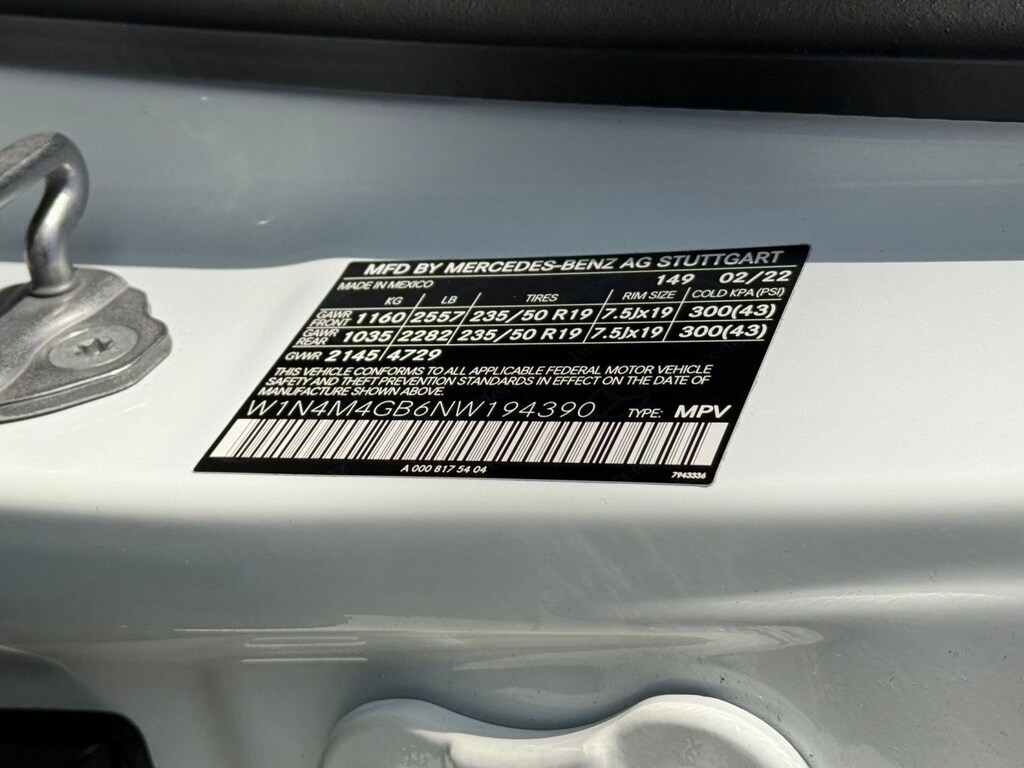 MFD BY MERCEDES-BENZ AG STUTTGART
MADE IN MEXICO 149 02/22
KG LB TIRES RIM SIZE COLD KPA (PSI)
GAWR FRONT 1160 2557 235/50 R19 7.5Jx19 300(43)
GAWR REAR 1035 2282 235/50 R19 7.5Jx19 300(43)
GVWR 2145 4729
THIS VEHICLE CONFORMS TO ALL APPLICABLE FEDERAL MOTOR VEHICLE
SAFETY AND THEFT PREVENTION STANDARDS IN EFFECT ON THE DATE OF
MANUFACTURE SHOWN ABOVE.
W1N4M4GB6NW194390 TYPE: MPV
A 000 817 54 04
7943336